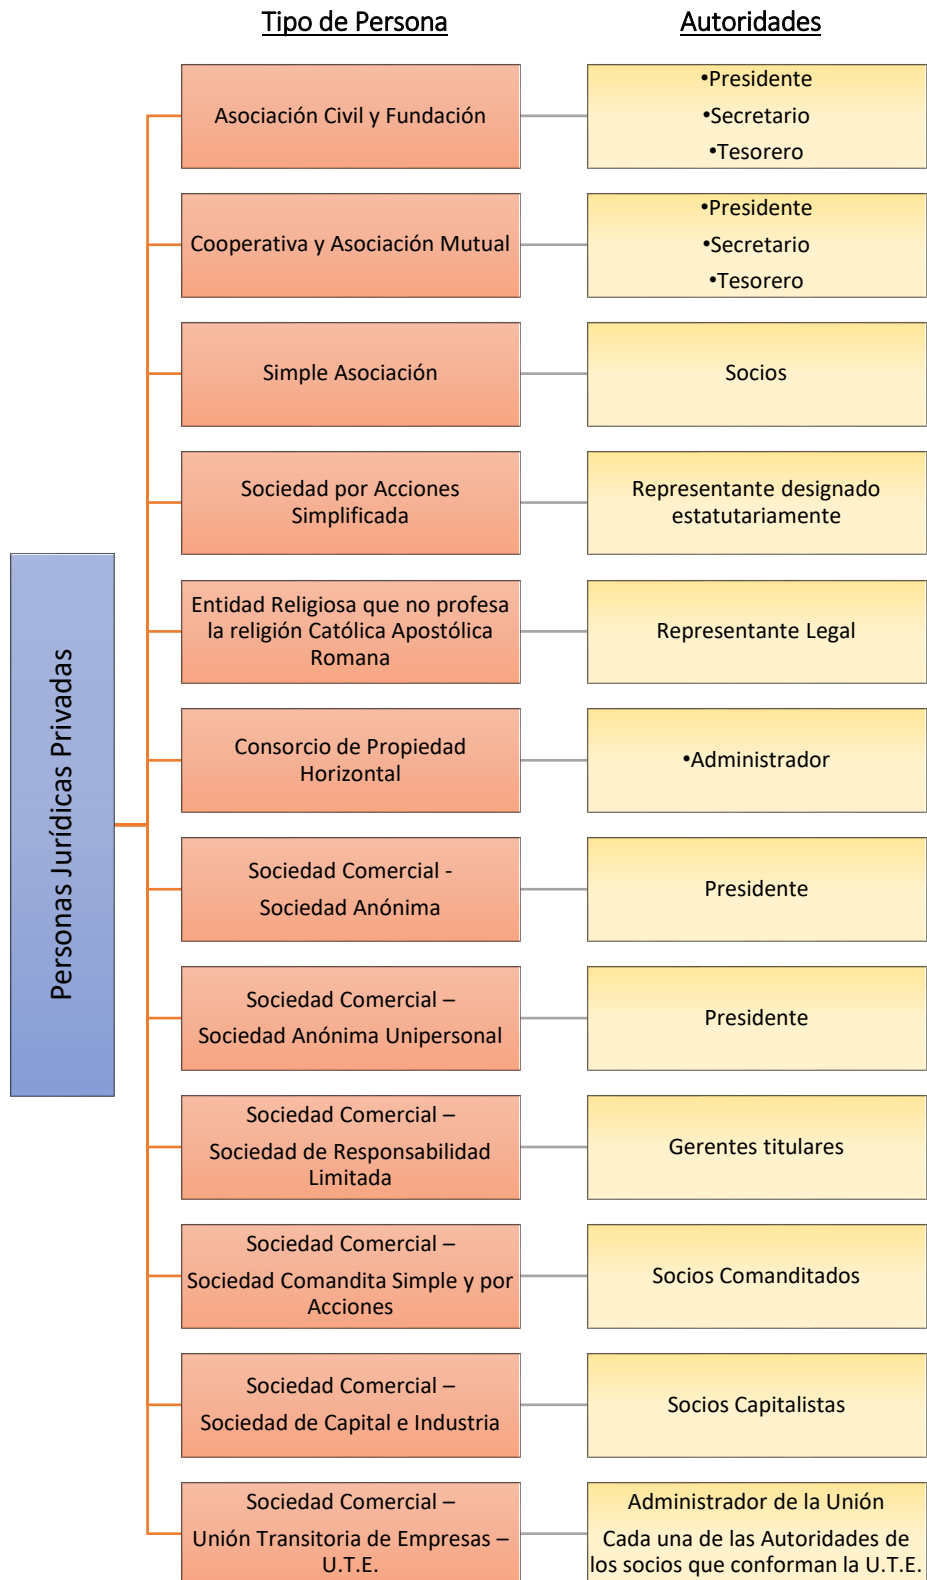 Tipo de Persona
Autoridades
Personas Jurídicas Privadas
Asociación Civil y Fundación
•Presidente
•Secretario
•Tesorero
Cooperativa y Asociación Mutual
•Presidente
•Secretario
•Tesorero
Simple Asociación
Socios
Sociedad por Acciones
Simplificada
Representante designado
estatutariamente
Entidad Religiosa que no profesa
la religión Católica Apostólica
Romana
Representante Legal
Consorcio de Propiedad
Horizontal
•Administrador
Sociedad Comercial -
Sociedad Anónima
Presidente
Sociedad Comercial –
Sociedad Anónima Unipersonal
Presidente
Sociedad Comercial –
Sociedad de Responsabilidad
Limitada
Gerentes titulares
Sociedad Comercial –
Sociedad Comandita Simple y por
Acciones
Socios Comanditados
Sociedad Comercial –
Sociedad de Capital e Industria
Socios Capitalistas
Sociedad Comercial –
Unión Transitoria de Empresas –
U.T.E.
Administrador de la Unión
Cada una de las Autoridades de
los socios que conforman la U.T.E.